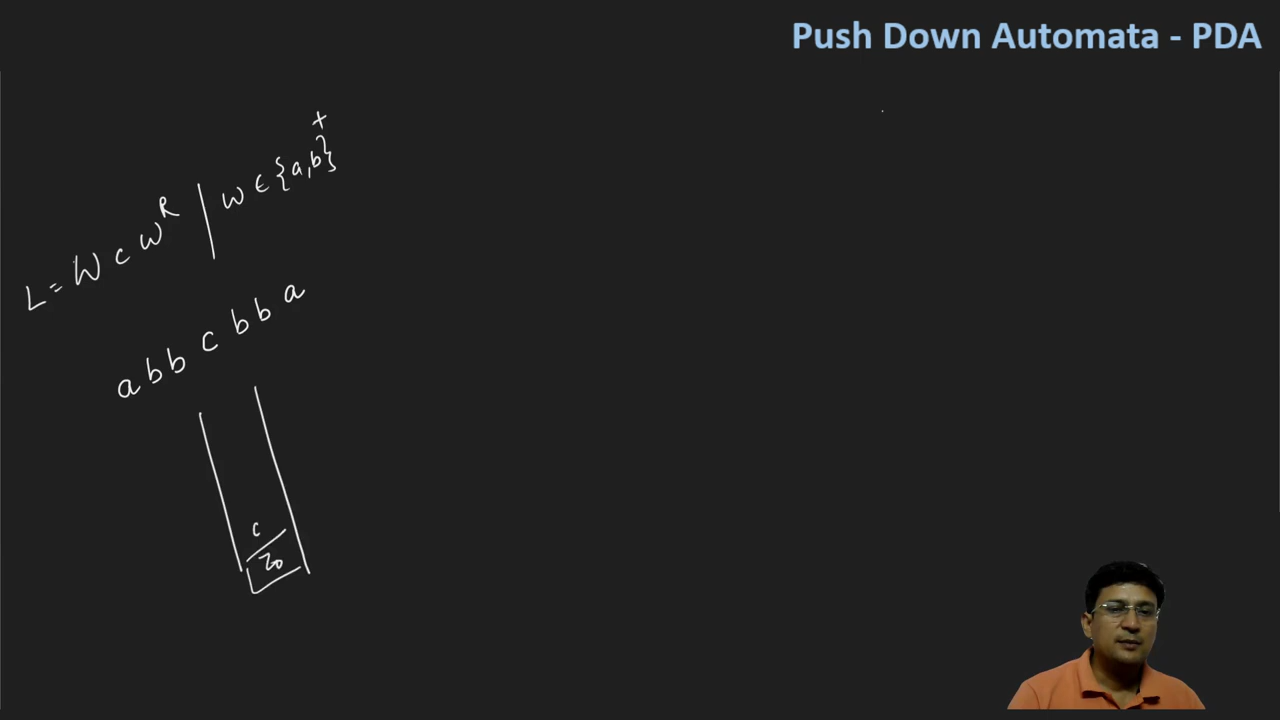 Push Down Automata - PDA
L = W c W^R | W ∈ {a,b}^+
a b b c b b a
c
Z0